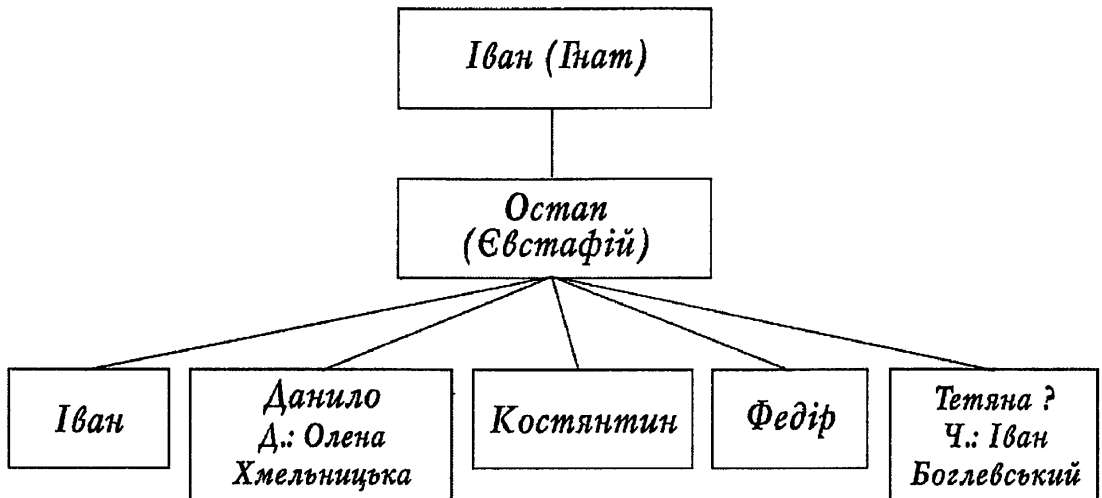 Іван (Гнат)
Остап
(Євстафій)
Іван
Данило
Д.: Олена
Хмельницька
Костянтин
Федір
Тетяна ?
Ч.: Іван
Боглевський